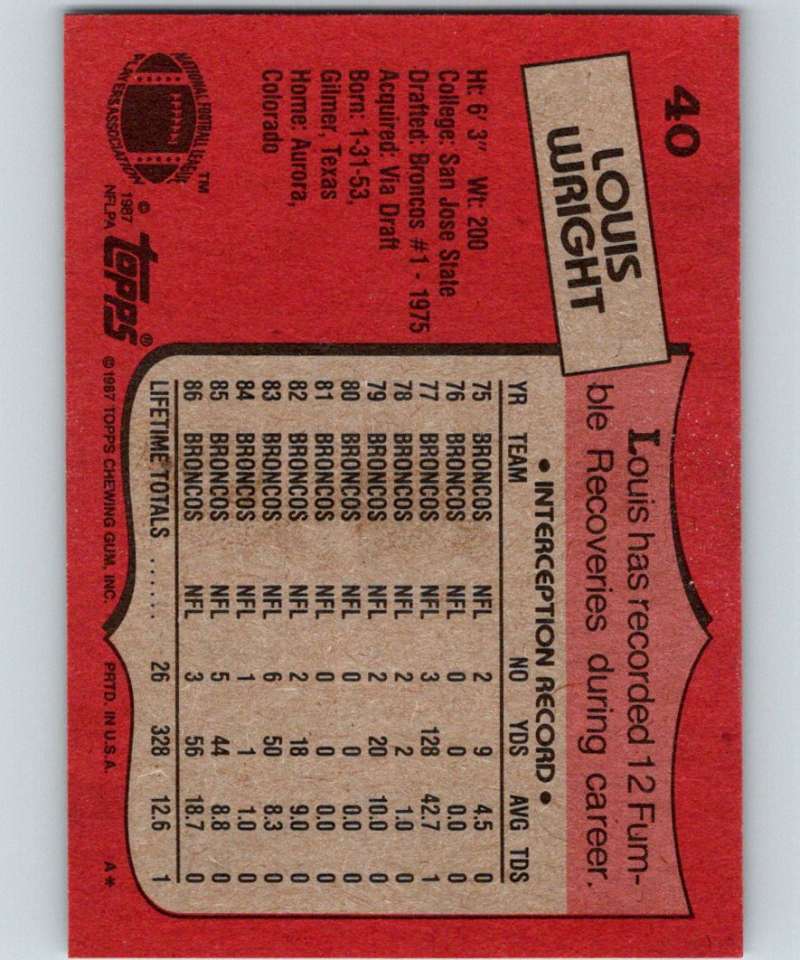 40
LOUIS
WRIGHT
Ht: 6' 3" Wt: 200
College: San Jose State
Drafted: Broncos #1 - 1975
Acquired: Via Draft
Born: 1-31-53,
Gilmer, Texas
Home: Aurora,
Colorado
NATIONAL FOOTBALL LEAGUE
PLAYERS ASSOCIATION
™
© 1987
NFLPA
topps®
Louis has recorded 12 Fum-
ble Recoveries during career.
• INTERCEPTION RECORD •
YR TEAM NO YDS AVG TDS
75 BRONCOS NFL 2 9 4.5 0
76 BRONCOS NFL 0 0 0.0 0
77 BRONCOS NFL 3 128 42.7 1
78 BRONCOS NFL 2 2 1.0 0
79 BRONCOS NFL 2 20 10.0 0
80 BRONCOS NFL 0 0 0.0 0
81 BRONCOS NFL 0 0 0.0 0
82 BRONCOS NFL 2 18 9.0 0
83 BRONCOS NFL 6 50 8.3 0
84 BRONCOS NFL 1 1 1.0 0
85 BRONCOS NFL 5 44 8.8 0
86 BRONCOS NFL 3 56 18.7 0
LIFETIME TOTALS ...... 26 328 12.6 1
© 1987 TOPPS CHEWING GUM, INC. PRTD. IN U.S.A. A*